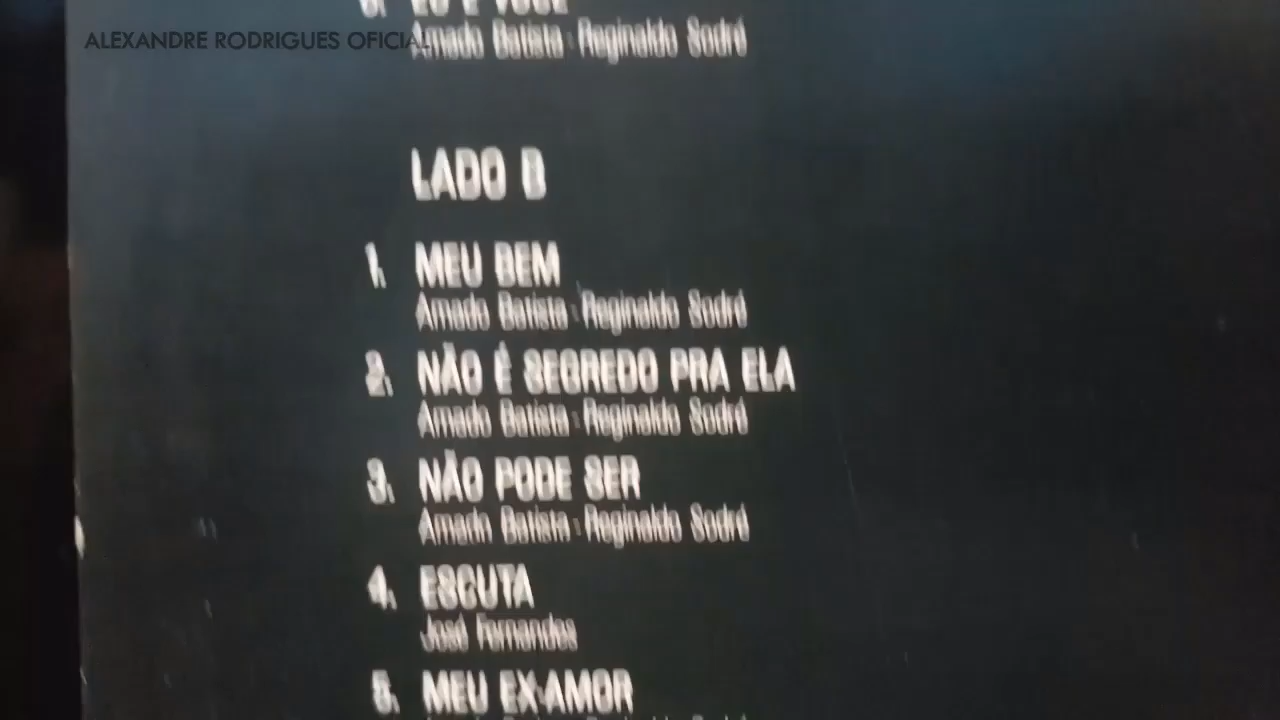 ALEXANDRE RODRIGUES OFICIAL
EU E VOCÊ
Amado Batista - Reginaldo Sodré
LADO B
1. MEU BEM
Amado Batista - Reginaldo Sodré
2. NÃO É SEGREDO PRA ELA
Amado Batista - Reginaldo Sodré
3. NÃO PODE SER
Amado Batista - Reginaldo Sodré
4. ESCUTA
José Fernandes
5. MEU EX-AMOR